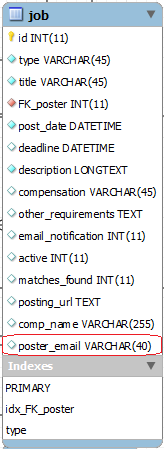 job
id INT(11)
type VARCHAR(45)
title VARCHAR(45)
FK_poster INT(11)
post_date DATETIME
deadline DATETIME
description LONGTEXT
compensation VARCHAR(45)
other_requirements TEXT
email_notification INT(11)
active INT(11)
matches_found INT(11)
posting_url TEXT
comp_name VARCHAR(255)
poster_email VARCHAR(40)
Indexes
PRIMARY
idx_FK_poster
type